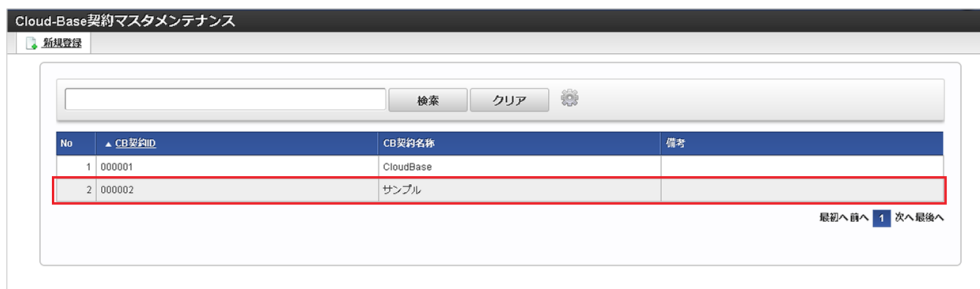 Cloud-Base契約マスタメンテナンス
新規登録
検索 クリア
No ▲ CB契約ID CB契約名称 備考
1 000001 CloudBase
2 000002 サンプル
最初へ 前へ 1 次へ 最後へ